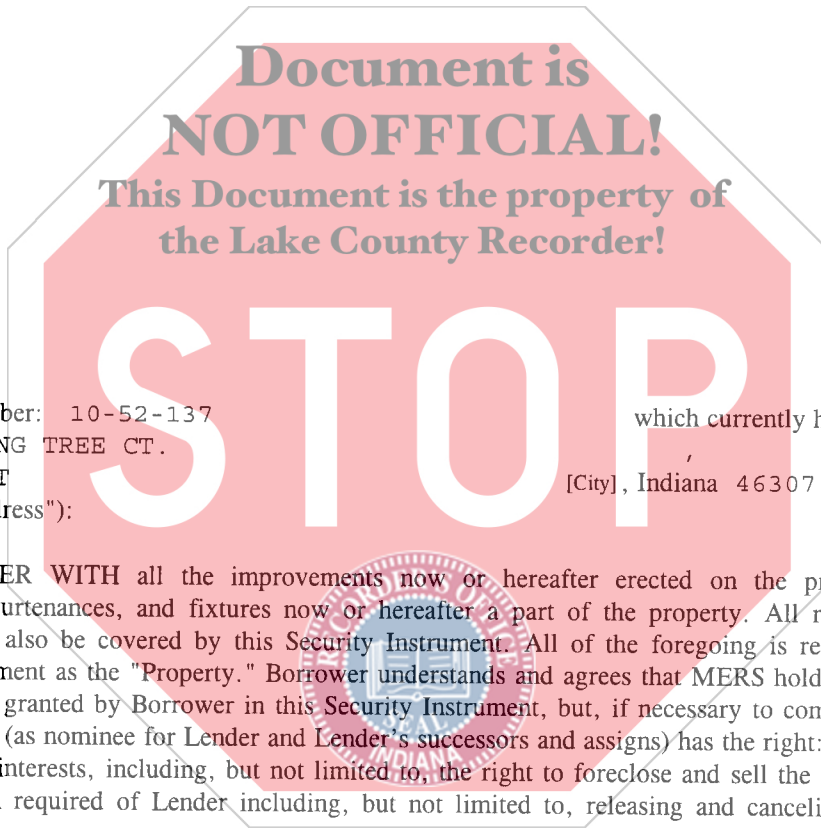 Document is
NOT OFFICIAL!
This Document is the property of
the Lake County Recorder!
STOP
ber: 10-52-137 which currently h
NG TREE CT. ,
T [City], Indiana 46307
ress"):
ER WITH all the improvements now or hereafter erected on the pr
urtenances, and fixtures now or hereafter a part of the property. All r
also be covered by this Security Instrument. All of the foregoing is re
ment as the "Property." Borrower understands and agrees that MERS hold
granted by Borrower in this Security Instrument, but, if necessary to com
(as nominee for Lender and Lender's successors and assigns) has the right:
interests, including, but not limited to, the right to foreclose and sell the
required of Lender including, but not limited to, releasing and canceli
RECORDER'S OFFICE
SEAL
INDIANA